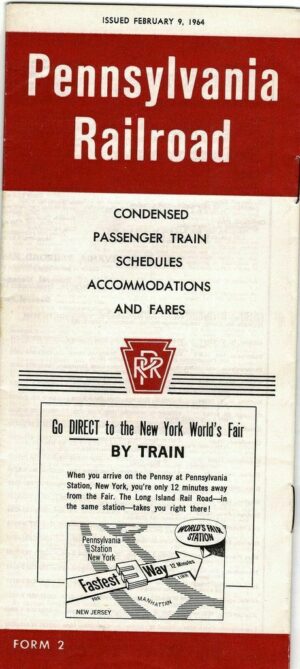 ISSUED FEBRUARY 9, 1964
Pennsylvania
Railroad
CONDENSED
PASSENGER TRAIN
SCHEDULES
ACCOMMODATIONS
AND FARES
PRR
Go DIRECT to the New York World's Fair
BY TRAIN
When you arrive on the Pennsy at Pennsylvania
Station, New York, you're only 12 minutes away
from the Fair. The Long Island Rail Road—in
the same station—takes you right there!
WORLD'S FAIR
STATION
Pennsylvania
Station
New York
Fastest Way 12 Minutes
MANHATTAN
NEW JERSEY
FORM 2